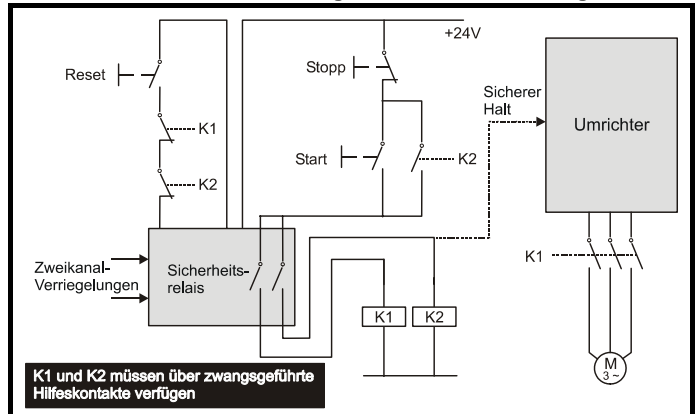 +24V
Reset
Stopp
Sicherer
Halt
Umrichter
K1
Start
K2
K2
Zweikanal-
Verriegelungen
Sicherheits-
relais
K1
K1
K2
M
3 ~
K1 und K2 müssen über zwangsgeführte
Hilfeskontakte verfügen